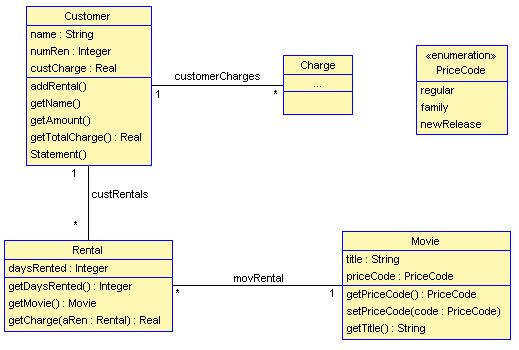 Customer
name : String
numRen : Integer
custCharge : Real
addRental()
getName()
getAmount()
getTotalCharge() : Real
Statement()
customerCharges
1
*
Charge
...
«enumeration»
PriceCode
regular
family
newRelease
1
custRentals
*
Rental
daysRented : Integer
getDaysRented() : Integer
getMovie() : Movie
getCharge(aRen : Rental) : Real
movRental
*
1
Movie
title : String
priceCode : PriceCode
getPriceCode() : PriceCode
setPriceCode(code : PriceCode)
getTitle() : String